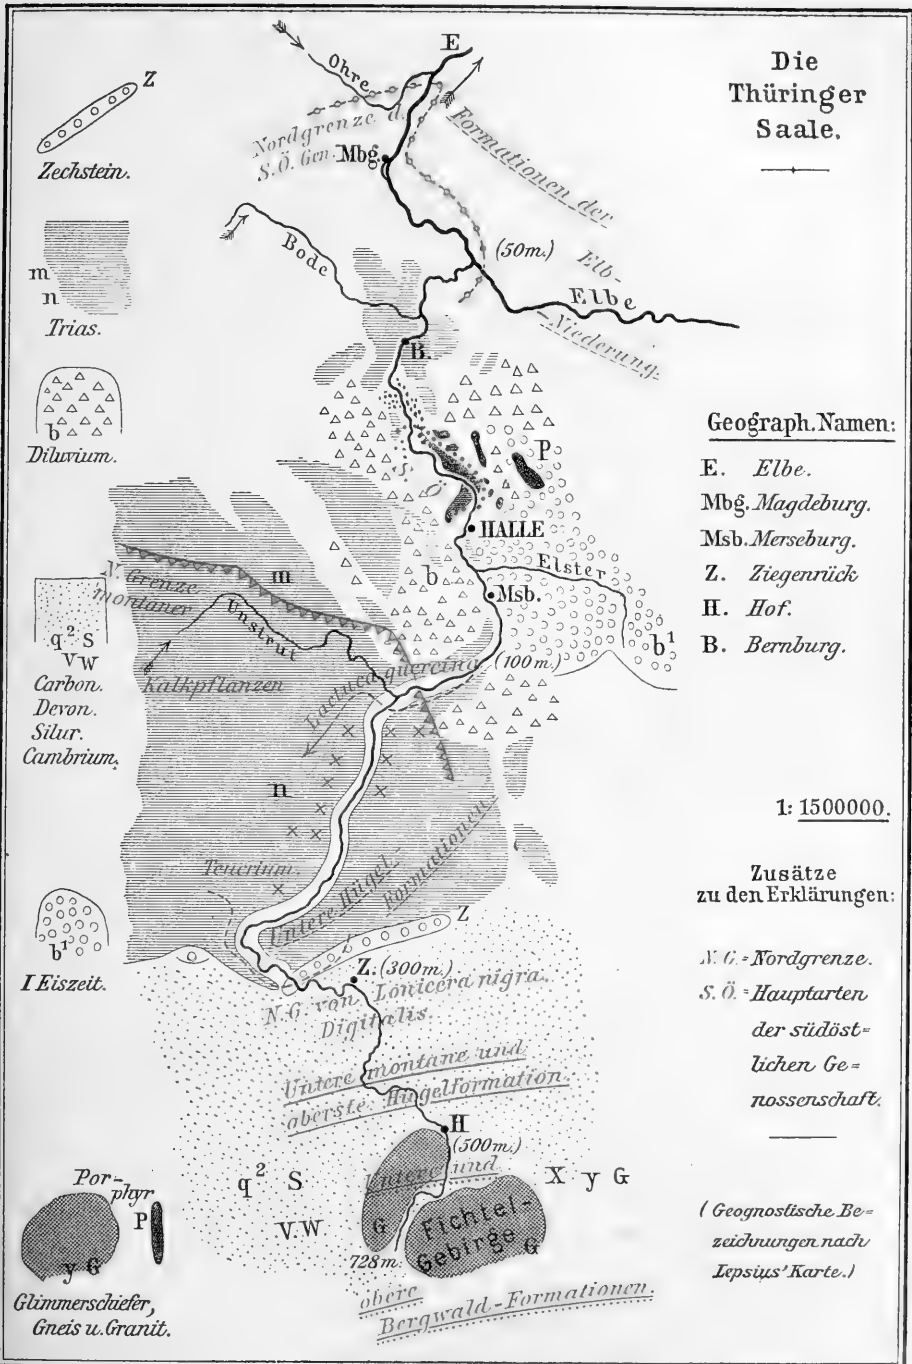 Die
Thüringer
Saale.
E
Ohre
Z
Zechstein.
Nordgrenze d.
S.Ö. Gen.
Mbg.
Formationen der
Elb-
Niederung.
(50m.)
Bode
Elbe
m
n
Trias.
B.
b
Diluvium.
P
S.
Ö.
HALLE
Elster
b
Msb.
b¹
Geograph. Namen:
E. Elbe.
Mbg. Magdeburg.
Msb. Merseburg.
Z. Ziegenrück
H. Hof.
B. Bernburg.
N. Grenze
montaner
Kalkpflanzen
m
Unstrut
Lactuca quercina
(100m.)
q² S
VW
Carbon.
Devon.
Silur.
Cambrium.
n
Teucrium.
Untere Hügel-
Formationen.
1: 1500000.
Zusätze
zu den Erklärungen:
N. G. = Nordgrenze.
S. Ö. = Hauptarten
der südöst=
lichen Ge=
nossenschaft.
b¹
I Eiszeit.
Z
Z. (300m.)
N.G. von Lonicera nigra.
Digitalis
Untere montane und
oberste Hügelformation
H
(500m.)
q² S
V.W
Untere und
X y G
G
Fichtel-
Gebirge
G
728 m.
obere
Bergwald-Formationen.
Por-
phyr
P
y G
Glimmerschiefer,
Gneis u. Granit.
(Geognostische Be=
zeichnungen nach
Lepsius' Karte.)